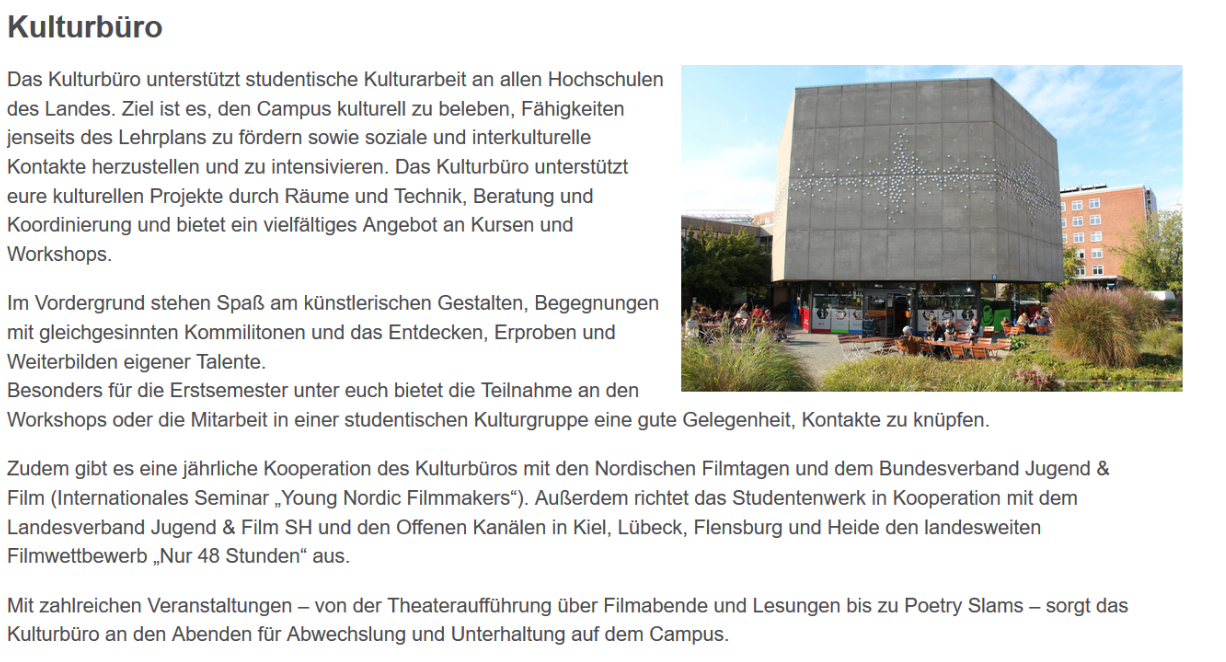 Kulturbüro
Das Kulturbüro unterstützt studentische Kulturarbeit an allen Hochschulen
des Landes. Ziel ist es, den Campus kulturell zu beleben, Fähigkeiten
jenseits des Lehrplans zu fördern sowie soziale und interkulturelle
Kontakte herzustellen und zu intensivieren. Das Kulturbüro unterstützt
eure kulturellen Projekte durch Räume und Technik, Beratung und
Koordinierung und bietet ein vielfältiges Angebot an Kursen und
Workshops.
Im Vordergrund stehen Spaß am künstlerischen Gestalten, Begegnungen
mit gleichgesinnten Kommilitonen und das Entdecken, Erproben und
Weiterbilden eigener Talente.
Besonders für die Erstsemester unter euch bietet die Teilnahme an den
Workshops oder die Mitarbeit in einer studentischen Kulturgruppe eine gute Gelegenheit, Kontakte zu knüpfen.
Zudem gibt es eine jährliche Kooperation des Kulturbüros mit den Nordischen Filmtagen und dem Bundesverband Jugend &
Film (Internationales Seminar „Young Nordic Filmmakers“). Außerdem richtet das Studentenwerk in Kooperation mit dem
Landesverband Jugend & Film SH und den Offenen Kanälen in Kiel, Lübeck, Flensburg und Heide den landesweiten
Filmwettbewerb „Nur 48 Stunden“ aus.
Mit zahlreichen Veranstaltungen – von der Theateraufführung über Filmabende und Lesungen bis zu Poetry Slams – sorgt das
Kulturbüro an den Abenden für Abwechslung und Unterhaltung auf dem Campus.